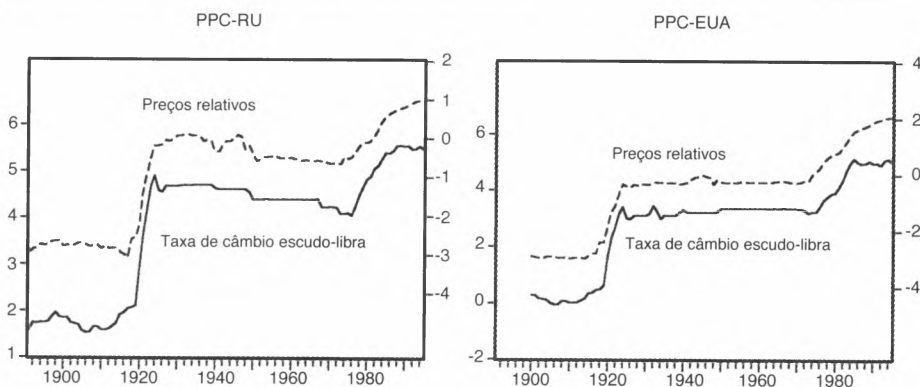 PPC-RU
2
1
0
-1
-2
-3
-4
6
5
4
3
2
1
Preços relativos
Taxa de câmbio escudo-libra
1900 1920 1940 1960 1980
PPC-EUA
4
2
0
-2
-4
6
4
2
0
-2
Preços relativos
Taxa de câmbio escudo-libra
1900 1920 1940 1960 1980